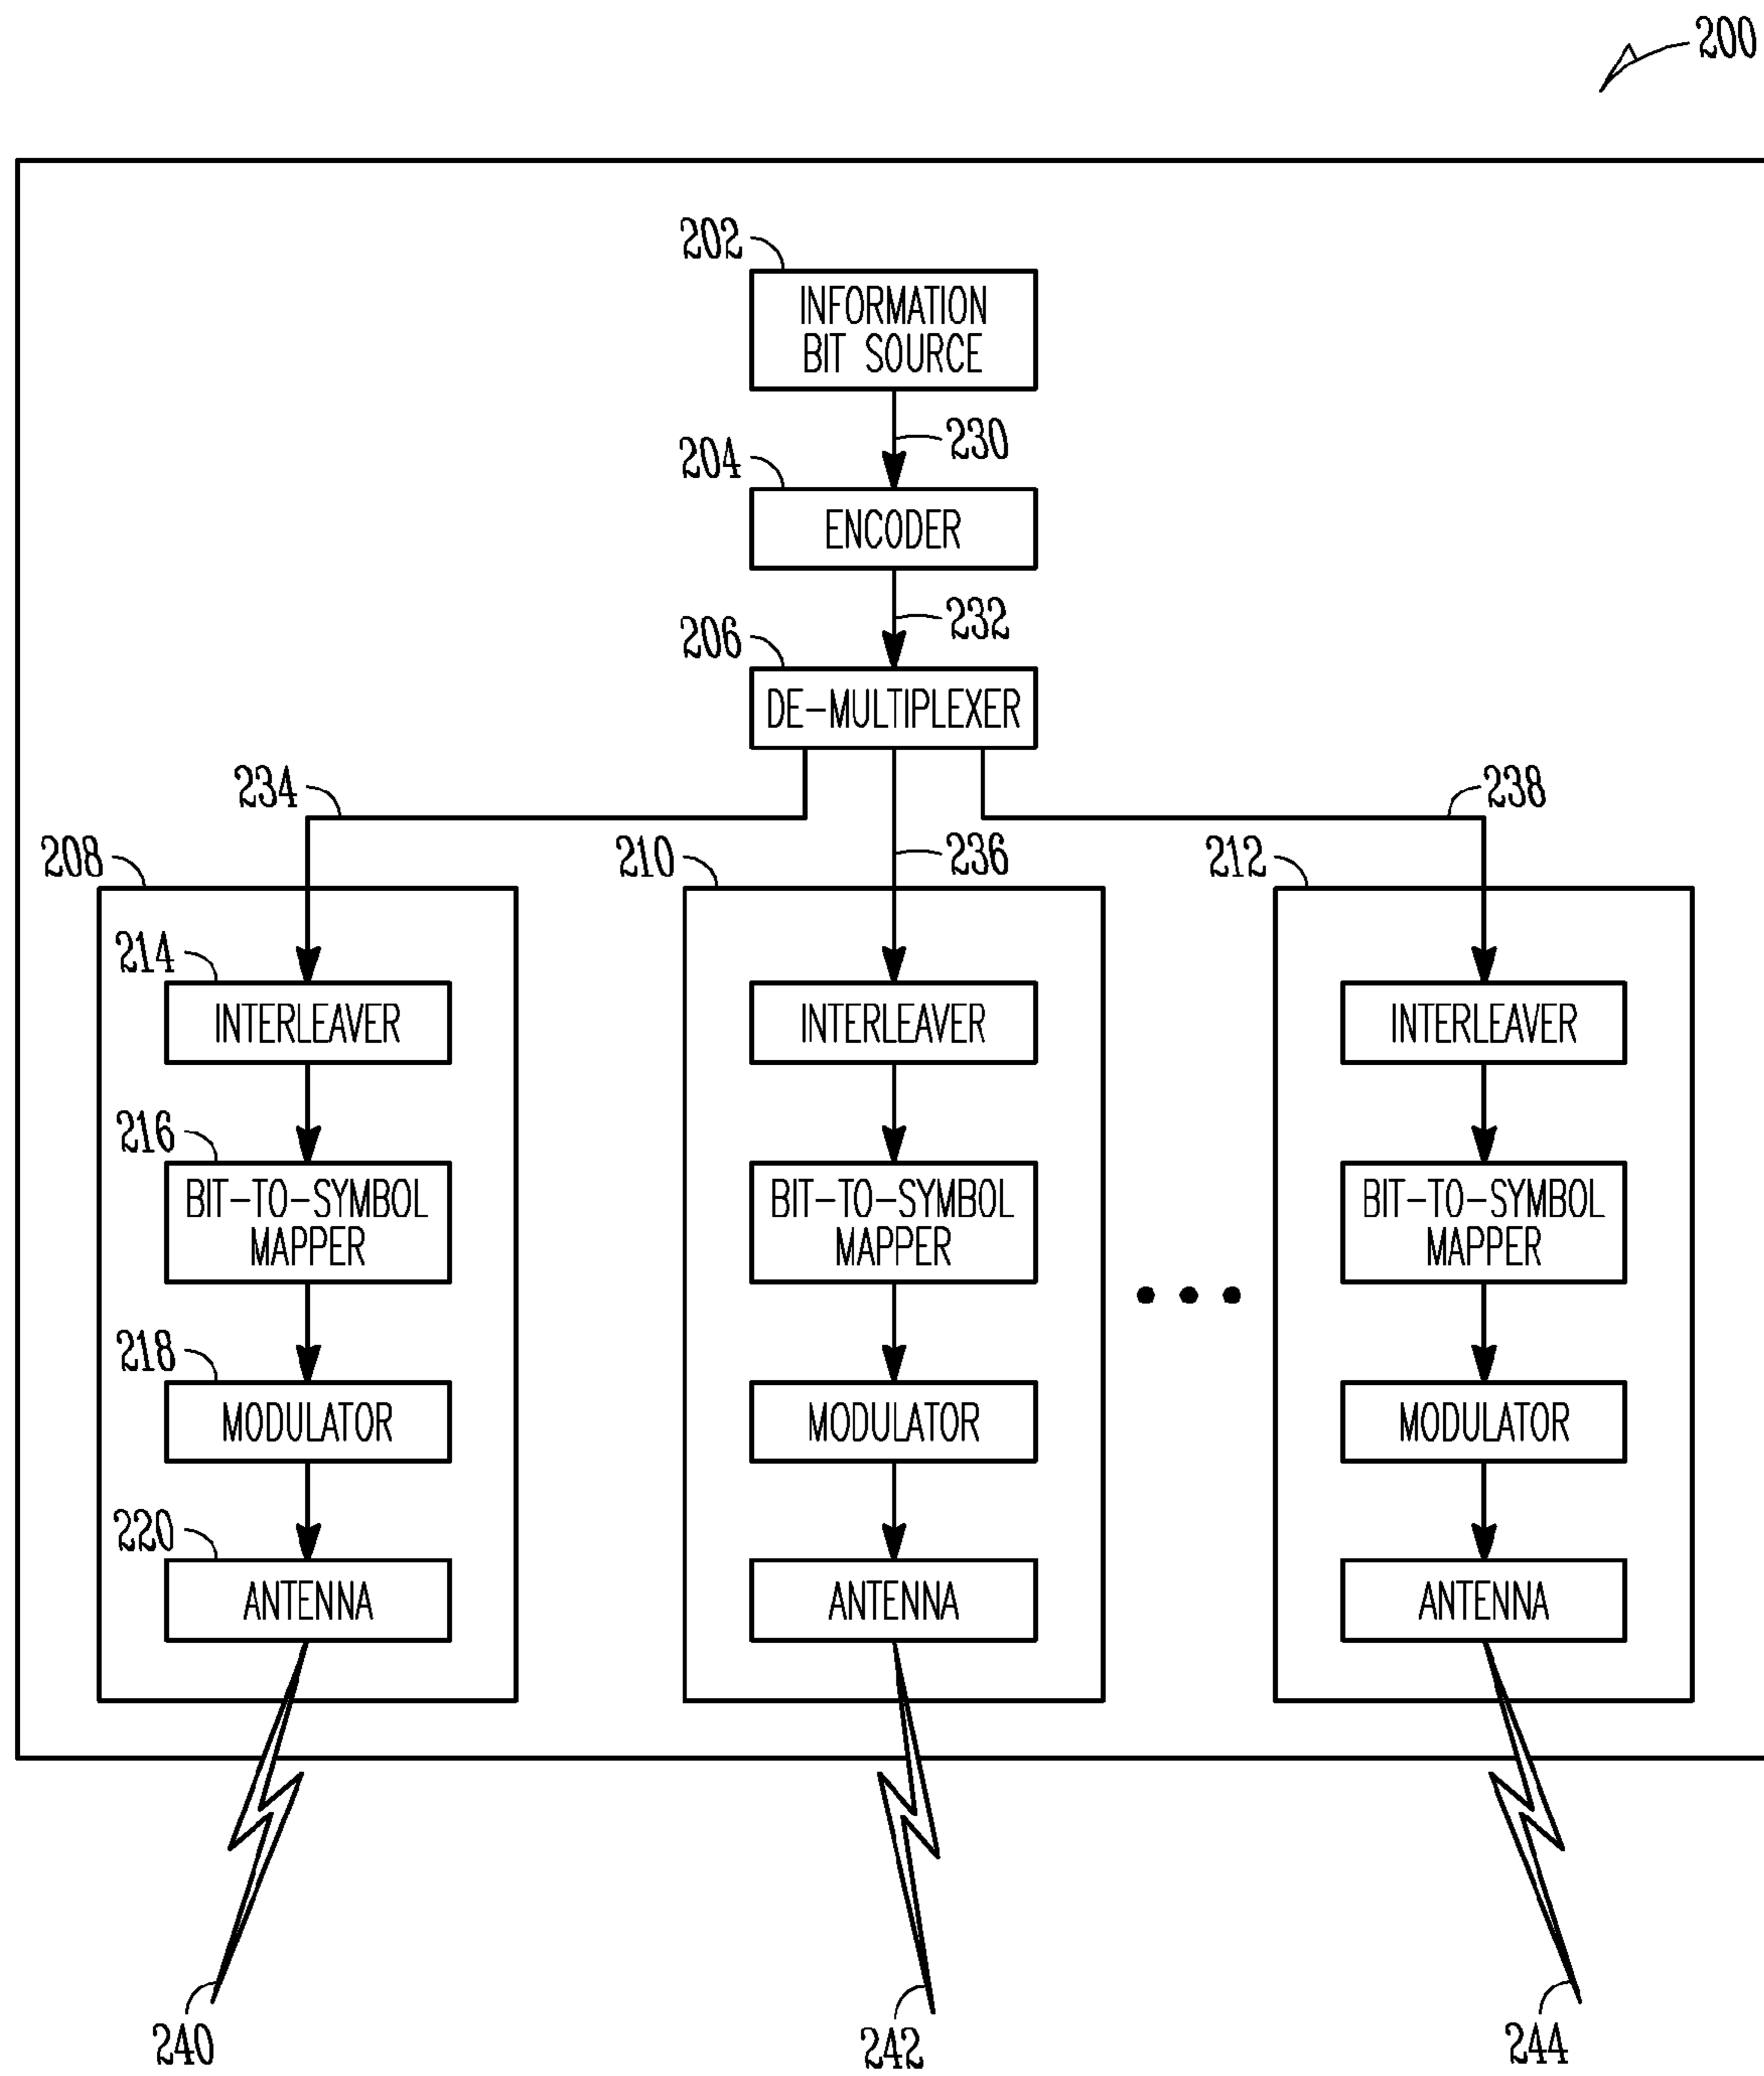 200
202
INFORMATION
BIT SOURCE
230
204
ENCODER
232
206
DE-MULTIPLEXER
234
238
208
210
236
212
214
INTERLEAVER
INTERLEAVER
INTERLEAVER
216
BIT-TO-SYMBOL
MAPPER
BIT-TO-SYMBOL
MAPPER
BIT-TO-SYMBOL
MAPPER
218
MODULATOR
MODULATOR
MODULATOR
220
ANTENNA
ANTENNA
ANTENNA
240
242
244